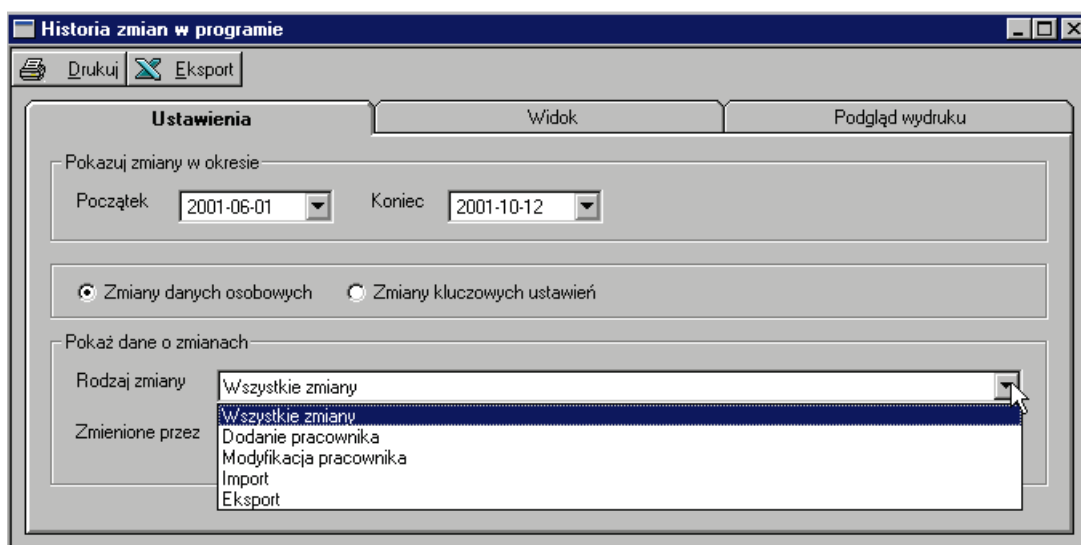 Historia zmian w programie
Drukuj Eksport
Ustawienia Widok Podgląd wydruku
Pokazuj zmiany w okresie
Początek 2001-06-01 Koniec 2001-10-12
Zmiany danych osobowych Zmiany kluczowych ustawień
Pokaż dane o zmianach
Rodzaj zmiany Wszystkie zmiany
Wszystkie zmiany
Zmienione przez Dodanie pracownika
Modyfikacja pracownika
Import
Eksport